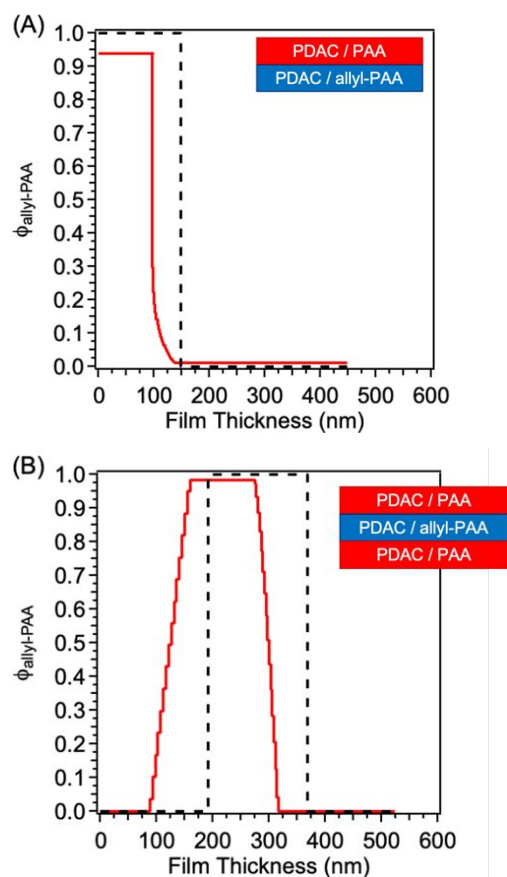 (A)
1.0
0.9
0.8
0.7
0.6
0.5
0.4
0.3
0.2
0.1
0.0
ϕallyl-PAA
PDAC / PAA
PDAC / allyl-PAA
0 100 200 300 400 500 600
Film Thickness (nm)
(B)
1.0
0.9
0.8
0.7
0.6
0.5
0.4
0.3
0.2
0.1
0.0
ϕallyl-PAA
PDAC / PAA
PDAC / allyl-PAA
PDAC / PAA
0 100 200 300 400 500 600
Film Thickness (nm)